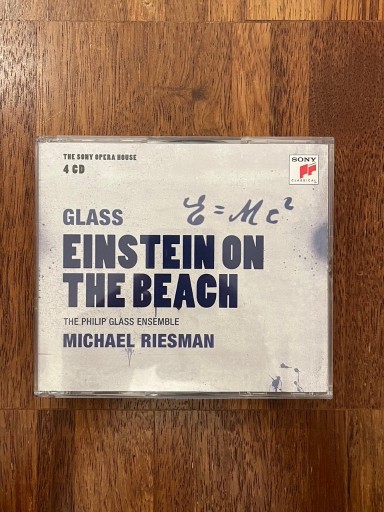 THE SONY OPERA HOUSE
4 CD
SONY
CLASSICAL
GLASS
E = Mc²
EINSTEIN ON
THE BEACH
THE PHILIP GLASS ENSEMBLE
MICHAEL RIESMAN